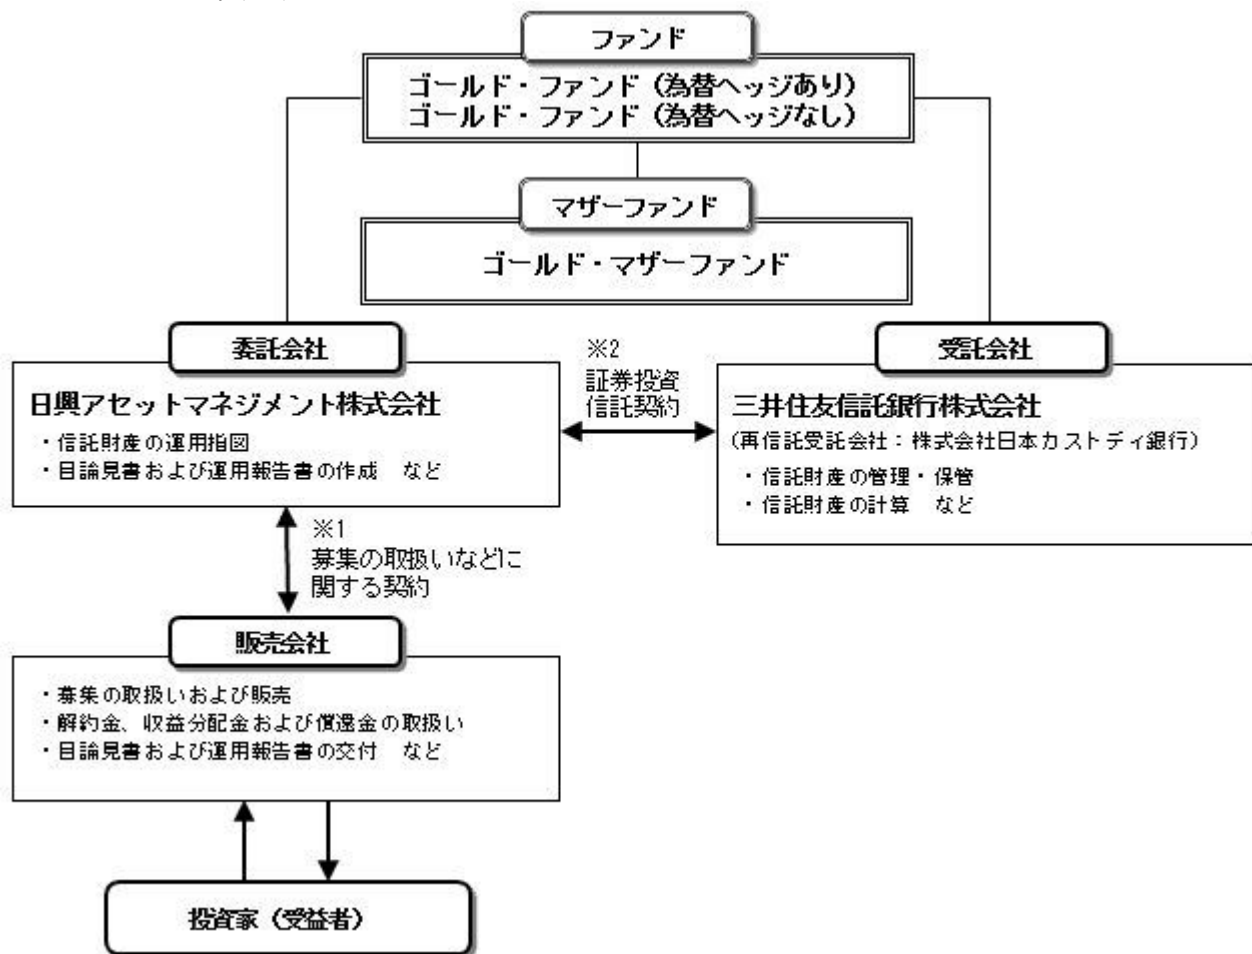 ファンド
ゴールド・ファンド（為替ヘッジあり）
ゴールド・ファンド（為替ヘッジなし）
マザーファンド
ゴールド・マザーファンド
委託会社
日興アセットマネジメント株式会社
・信託財産の運用指図
・目論見書および運用報告書の作成　など
※2
証券投資
信託契約
受託会社
三井住友信託銀行株式会社
（再信託受託会社：株式会社日本カストディ銀行）
・信託財産の管理・保管
・信託財産の計算　など
※1
募集の取扱いなどに
関する契約
販売会社
・募集の取扱いおよび販売
・解約金、収益分配金および償還金の取扱い
・目論見書および運用報告書の交付　など
投資家（受益者）